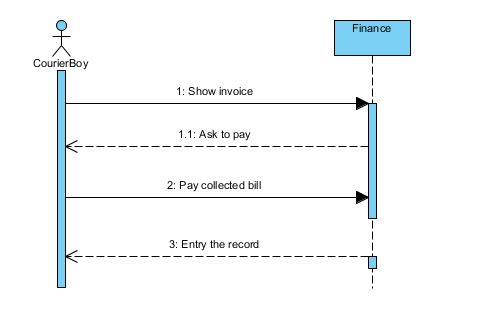 Finance
CourierBoy
1: Show invoice
1.1: Ask to pay
2: Pay collected bill
3: Entry the record